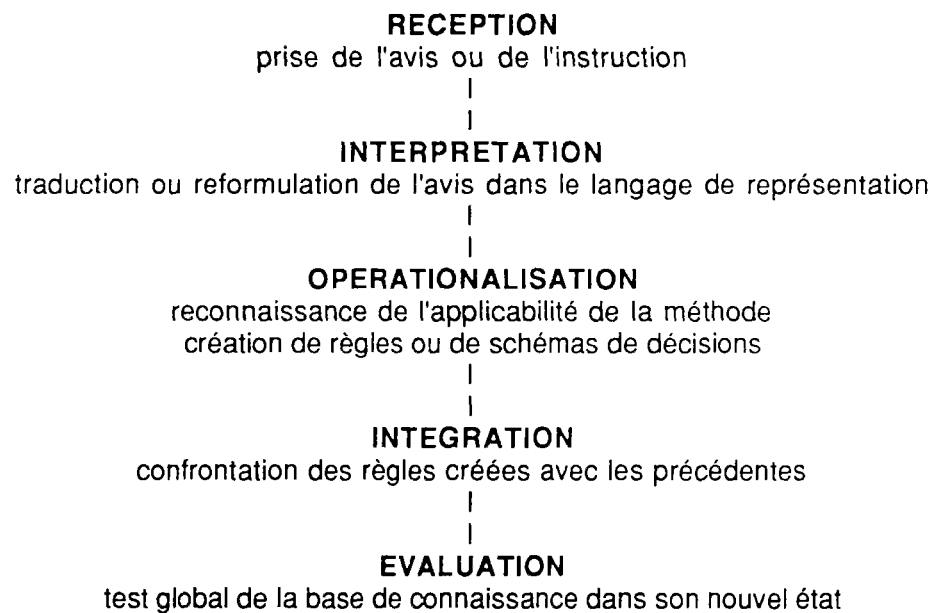 RECEPTION
prise de l'avis ou de l'instruction
INTERPRETATION
traduction ou reformulation de l'avis dans le langage de représentation
OPERATIONALISATION
reconnaissance de l'applicabilité de la méthode
création de règles ou de schémas de décisions
INTEGRATION
confrontation des règles créées avec les précédentes
EVALUATION
test global de la base de connaissance dans son nouvel état